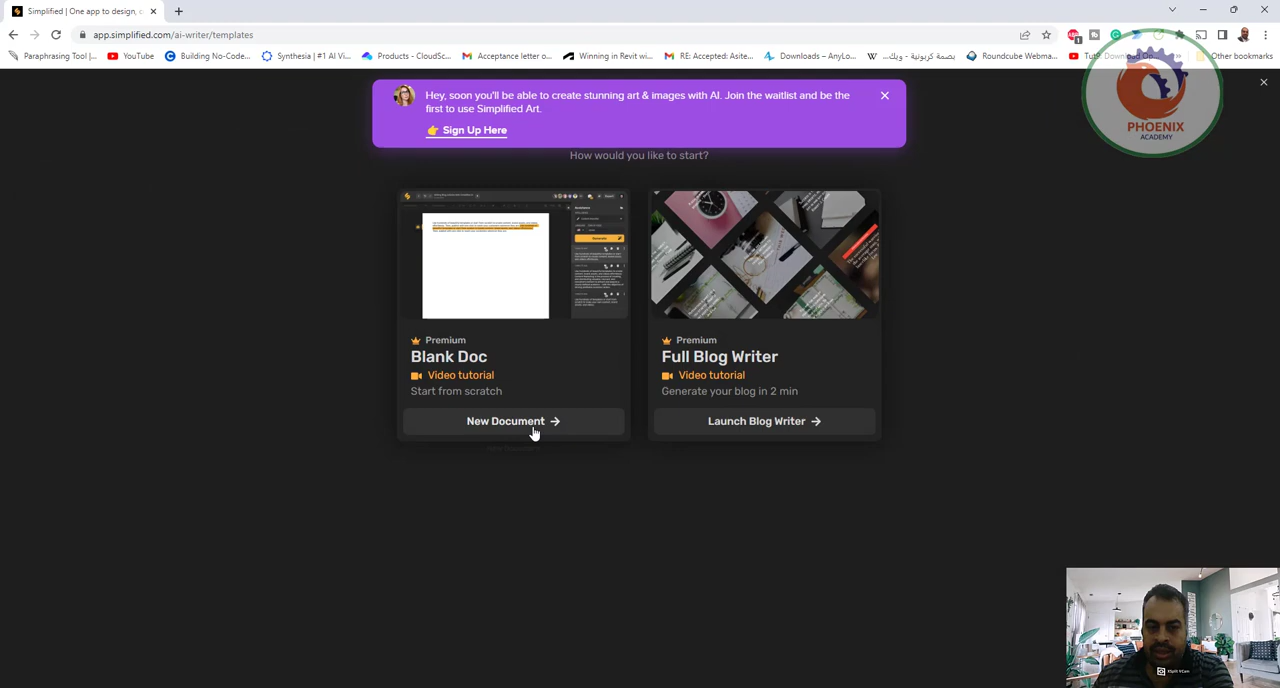 Simplified | One app to design, c
app.simplified.com/ai-writer/templates
Paraphrasing Tool |...
YouTube
Building No-Code...
Synthesia | #1 AI Vi...
Products - CloudSc...
Acceptance letter o...
Winning in Revit wi...
RE: Accepted: Asite...
Downloads – AnyLo...
بصمة كربونية - ويك...
Roundcube Webma...
Other bookmarks
PHOENIX
ACADEMY
Hey, soon you'll be able to create stunning art & images with AI. Join the waitlist and be the
first to use Simplified Art.
Sign Up Here
How would you like to start?
Premium
Blank Doc
Video tutorial
Start from scratch
New Document →
Premium
Full Blog Writer
Video tutorial
Generate your blog in 2 min
Launch Blog Writer →
XSplit VCam